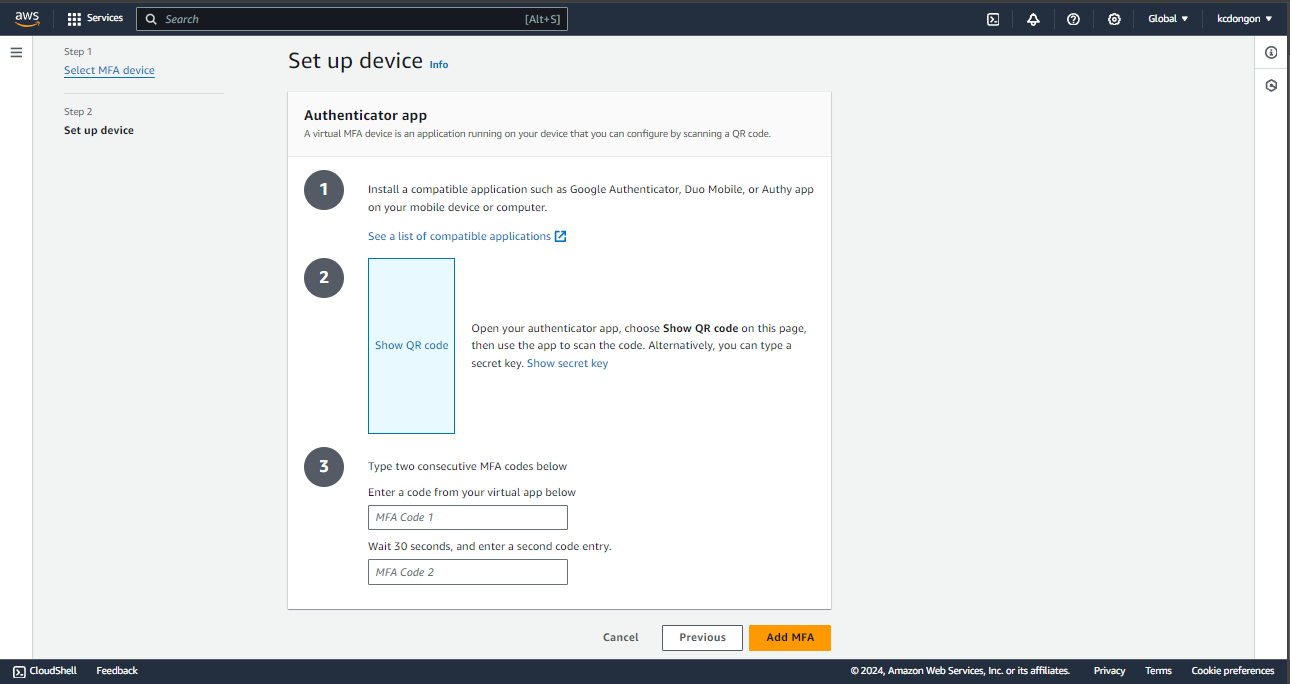 aws
Services
Search
[Alt+S]
Global
kcdongon
Step 1
Select MFA device
Step 2
Set up device
Set up device Info
Authenticator app
A virtual MFA device is an application running on your device that you can configure by scanning a QR code.
1
Install a compatible application such as Google Authenticator, Duo Mobile, or Authy app
on your mobile device or computer.
See a list of compatible applications
2
Show QR code
Open your authenticator app, choose Show QR code on this page,
then use the app to scan the code. Alternatively, you can type a
secret key. Show secret key
3
Type two consecutive MFA codes below
Enter a code from your virtual app below
MFA Code 1
Wait 30 seconds, and enter a second code entry.
MFA Code 2
Cancel
Previous
Add MFA
CloudShell
Feedback
© 2024, Amazon Web Services, Inc. or its affiliates.
Privacy
Terms
Cookie preferences